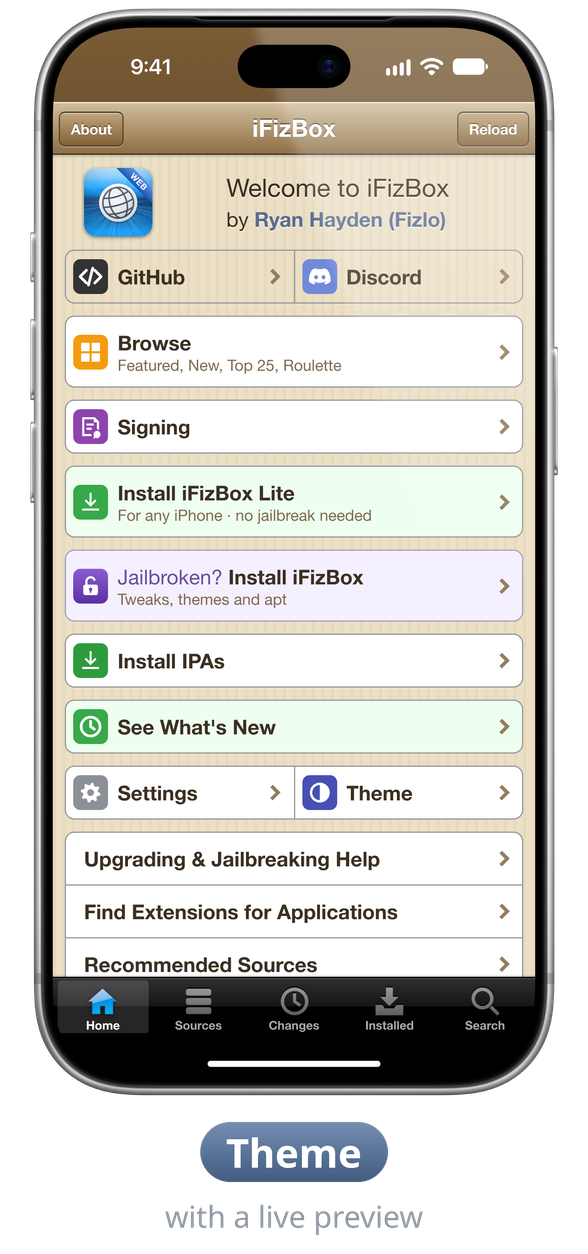 9:41
About
iFizBox
Reload
WEB
Welcome to iFizBox
by Ryan Hayden (Fizlo)
GitHub
Discord
Browse
Featured, New, Top 25, Roulette
Signing
Install iFizBox Lite
For any iPhone · no jailbreak needed
Jailbroken? Install iFizBox
Tweaks, themes and apt
Install IPAs
See What's New
Settings
Theme
Upgrading & Jailbreaking Help
Find Extensions for Applications
Recommended Sources
Home
Sources
Changes
Installed
Search
Theme
with a live preview